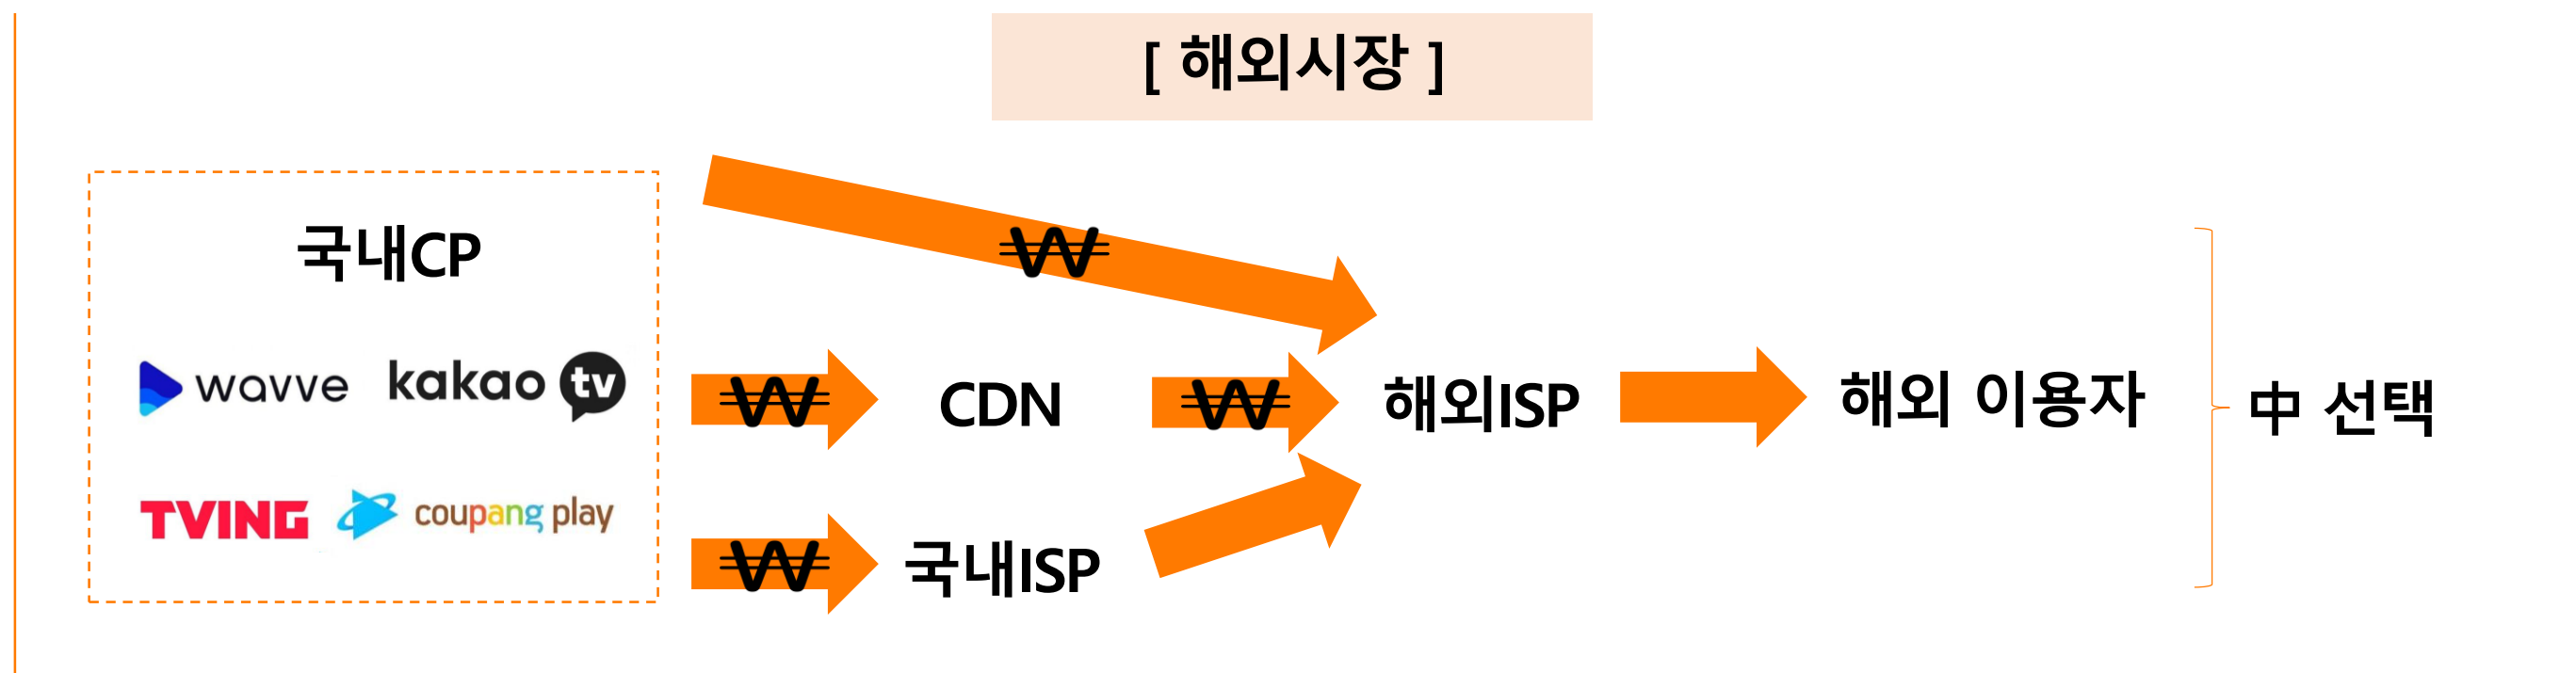 [ 해외시장 ]
국내CP
wavve kakao tv
TVING coupang play
₩
₩ CDN ₩ 해외ISP 해외 이용자 中 선택
₩ 국내ISP